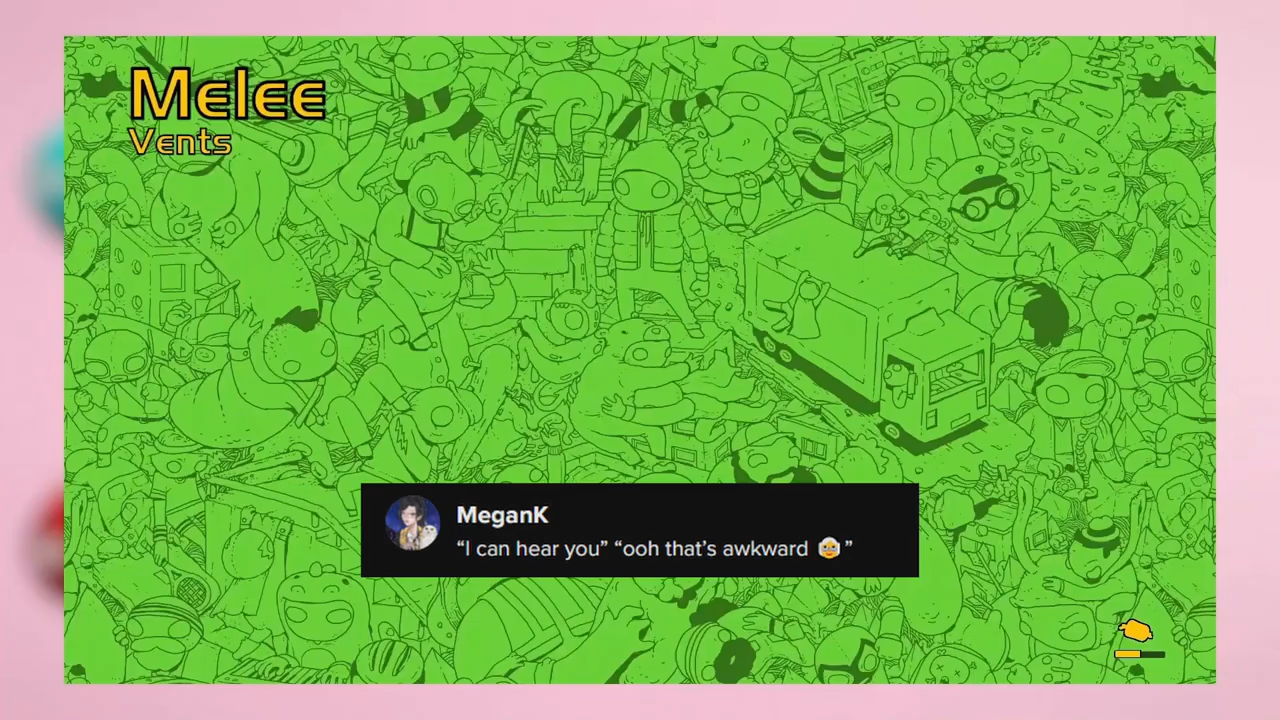 Melee
Vents
MeganK
“I can hear you” “ooh that’s awkward 👵”